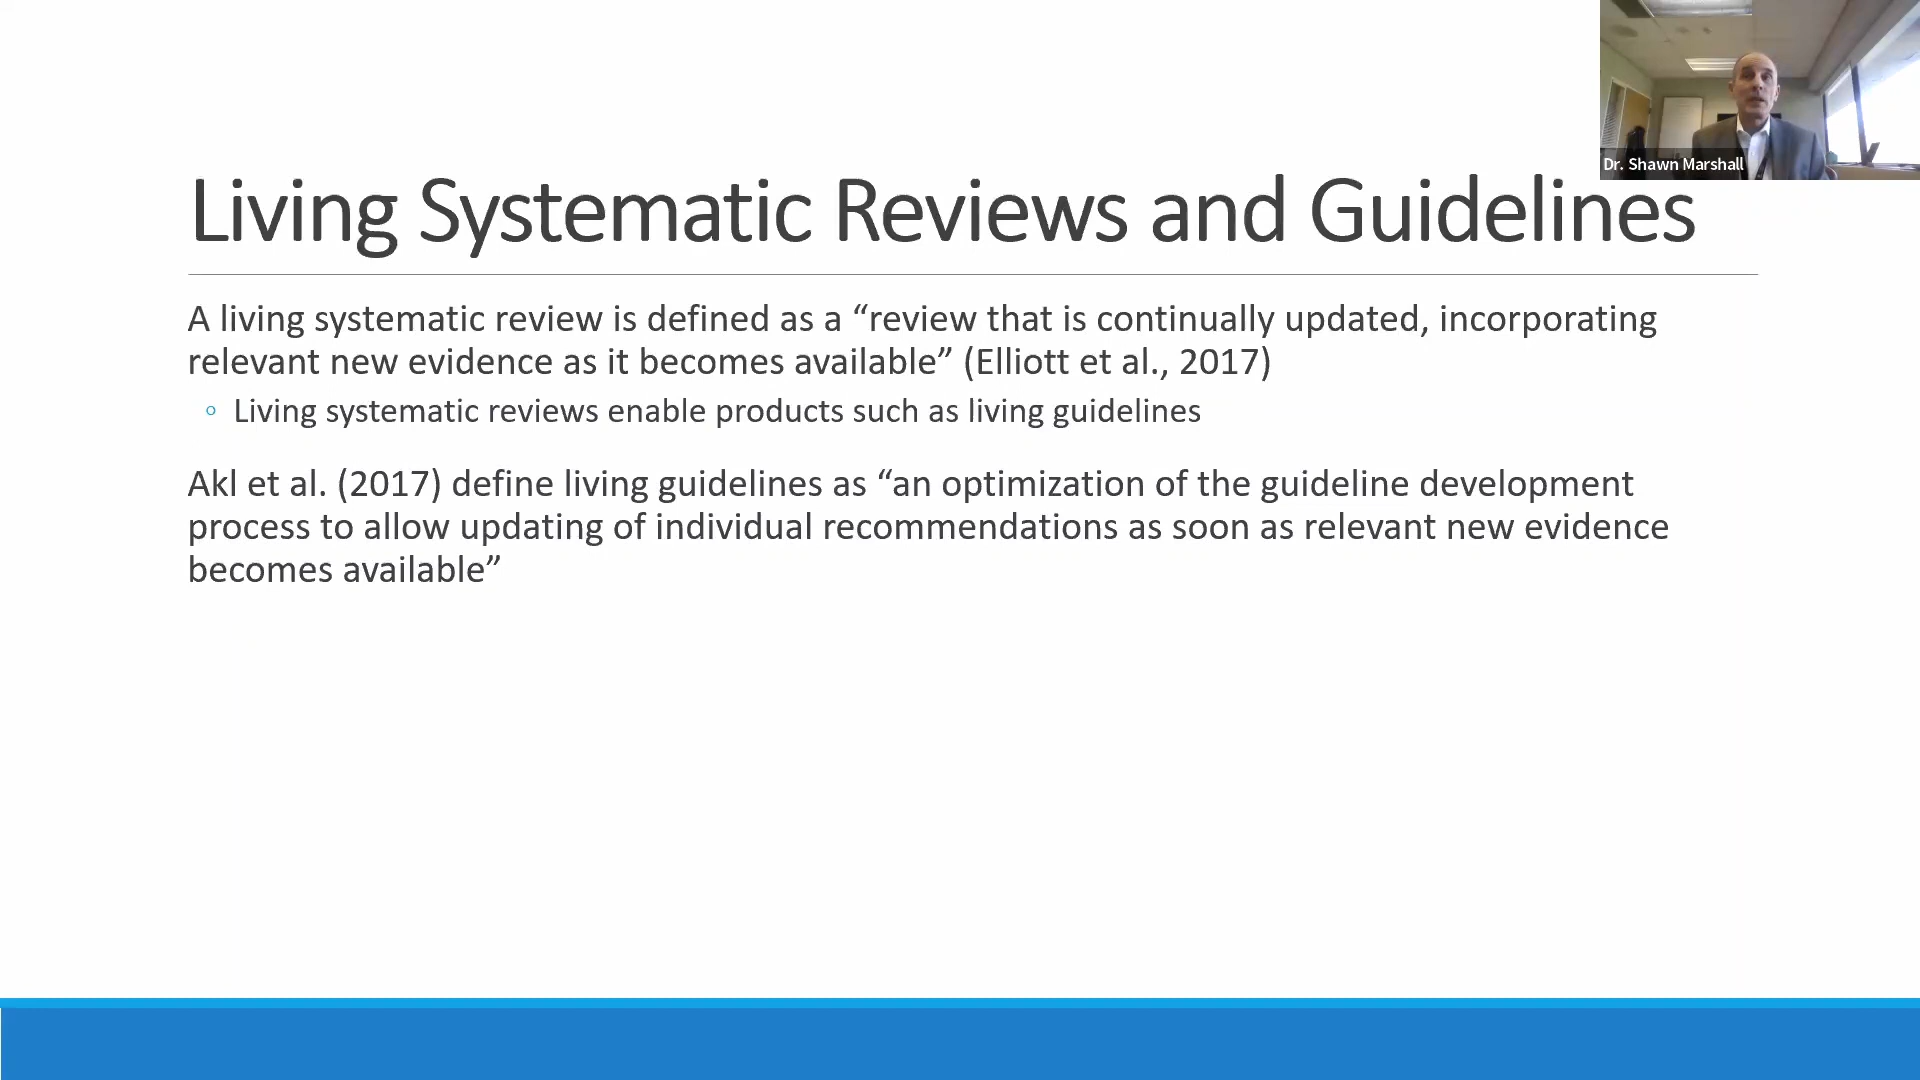 Dr. Shawn Marshall
Living Systematic Reviews and Guidelines
A living systematic review is defined as a “review that is continually updated, incorporating
relevant new evidence as it becomes available” (Elliott et al., 2017)
◦ Living systematic reviews enable products such as living guidelines
Akl et al. (2017) define living guidelines as “an optimization of the guideline development
process to allow updating of individual recommendations as soon as relevant new evidence
becomes available”